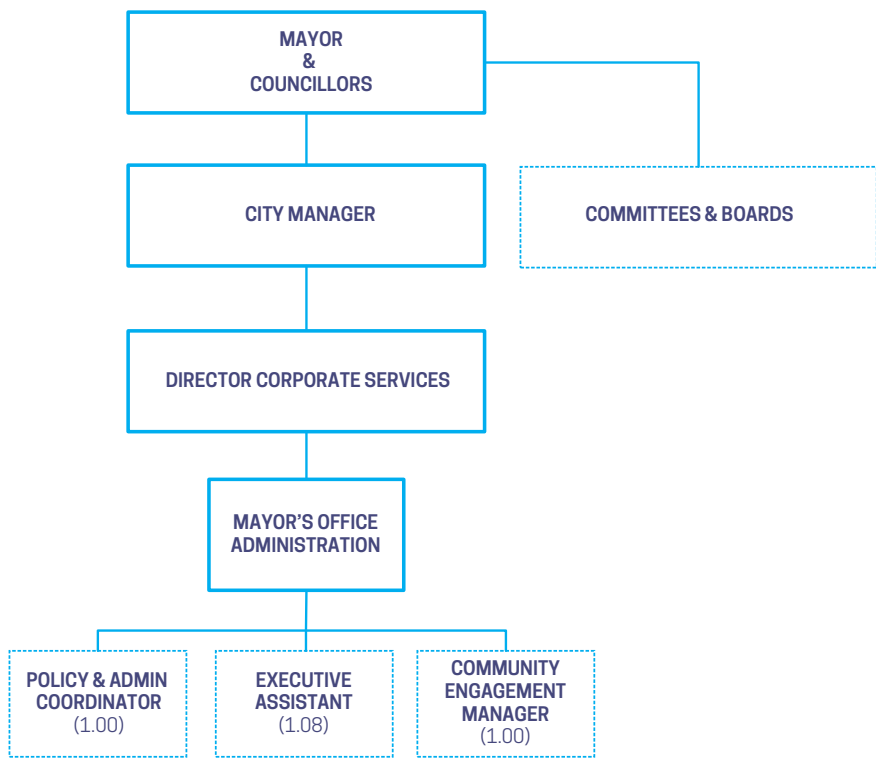 MAYOR
&
COUNCILLORS
CITY MANAGER
COMMITTEES & BOARDS
DIRECTOR CORPORATE SERVICES
MAYOR’S OFFICE
ADMINISTRATION
POLICY & ADMIN
COORDINATOR
(1.00)
EXECUTIVE
ASSISTANT
(1.08)
COMMUNITY
ENGAGEMENT
MANAGER
(1.00)